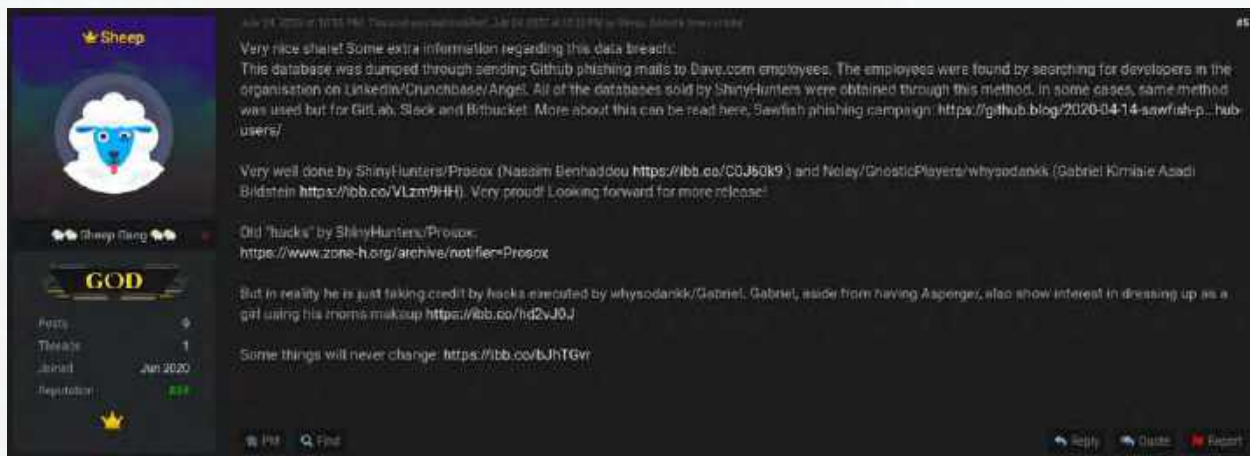 Sheep
Sheep Gang
GOD
Posts
Threads 1
Joined Jun 2020
Reputation
Very nice share! Some extra information regarding this data breach:
This database was dumped through sending Github phishing mails to Dave.com employees. The employees were found by searching for developers in the
organisation on LinkedIn/Crunchbase/Angel. All of the databases sold by ShinyHunters were obtained through this method. In some cases, same method
was used but for GitLab, Slack and Bitbucket. More about this can be read here, Sawfish phishing campaign: https://github.blog/2020-04-14-sawfish-p...hub-
users/
Very well done by ShinyHunters/Prosox (Nassim Benhaddou ) and Nclay/GnosticPlayers/whysodankk (Gabriel Kimiaie Asadi
Bildstein https://ibb.co/VLzm9HH). Very proud! Looking forward for more release!
Old "hacks" by ShinyHunters/Prosox:
https://www.zone-h.org/archive/notifier=Prosox
But in reality he is just taking credit by hacks executed by whysodankk/Gabriel. Gabriel, aside from having Asperger, also show interest in dressing up as a
girl using his moms makeup https://ibb.co/hd2vJ0J
Some things will never change: https://ibb.co/bJhTGvr
PM Find Reply Quote Report